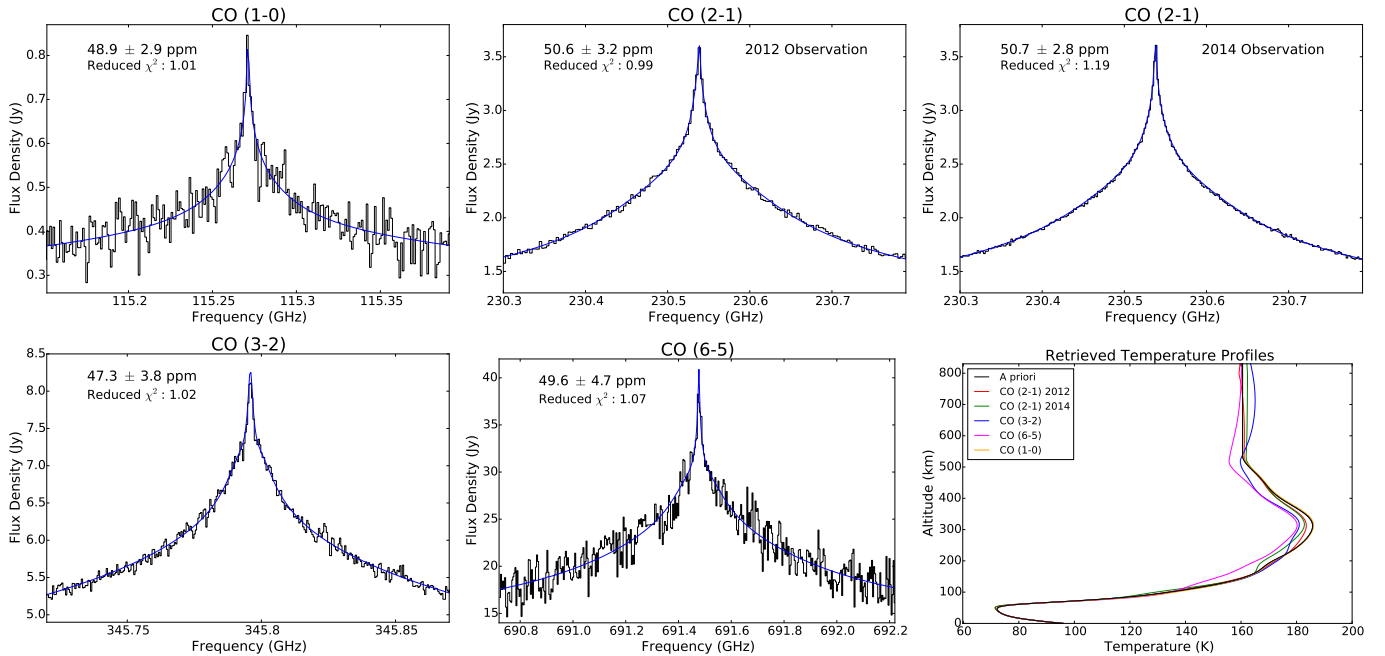 CO (1-0)
48.9 ± 2.9 ppm
Reduced χ² : 1.01
Flux Density (Jy)
0.8
0.7
0.6
0.5
0.4
0.3
115.2
115.25
115.3
115.35
Frequency (GHz)
CO (2-1)
50.6 ± 3.2 ppm
2012 Observation
Reduced χ² : 0.99
Flux Density (Jy)
3.5
3.0
2.5
2.0
1.5
230.3
230.4
230.5
230.6
230.7
Frequency (GHz)
CO (2-1)
50.7 ± 2.8 ppm
2014 Observation
Reduced χ² : 1.19
Flux Density (Jy)
3.5
3.0
2.5
2.0
1.5
230.3
230.4
230.5
230.6
230.7
Frequency (GHz)
CO (3-2)
47.3 ± 3.8 ppm
Reduced χ² : 1.02
Flux Density (Jy)
8.5
8.0
7.5
7.0
6.5
6.0
5.5
5.0
345.75
345.8
345.85
Frequency (GHz)
CO (6-5)
49.6 ± 4.7 ppm
Reduced χ² : 1.07
Flux Density (Jy)
40
35
30
25
20
15
690.8
691.0
691.2
691.4
691.6
691.8
692.0
692.2
Frequency (GHz)
Retrieved Temperature Profiles
A priori
CO (2-1) 2012
CO (2-1) 2014
CO (3-2)
CO (6-5)
CO (1-0)
Altitude (km)
800
700
600
500
400
300
200
100
0
60
80
100
120
140
160
180
200
Temperature (K)